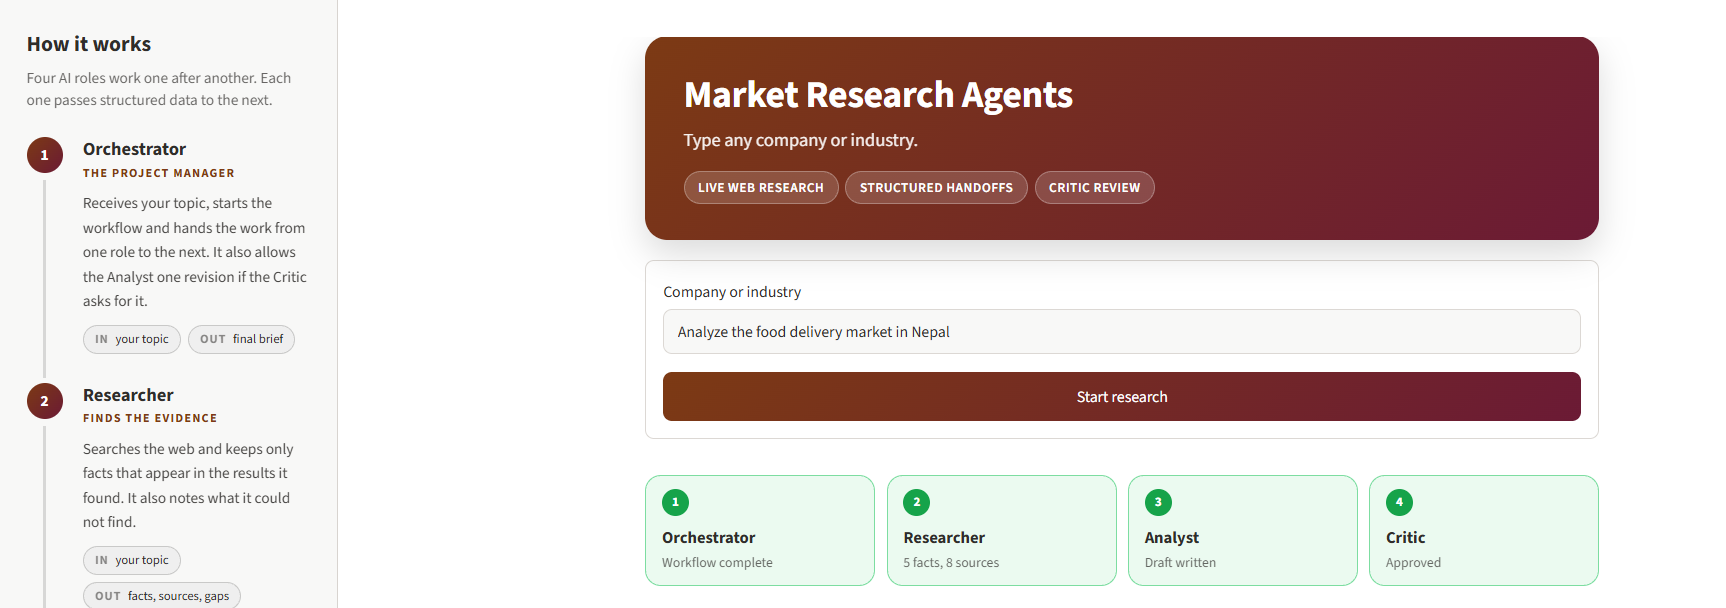 How it works
Four AI roles work one after another. Each
one passes structured data to the next.
1
Orchestrator
THE PROJECT MANAGER
Receives your topic, starts the
workflow and hands the work from
one role to the next. It also allows
the Analyst one revision if the Critic
asks for it.
IN your topic
OUT final brief
2
Researcher
FINDS THE EVIDENCE
Searches the web and keeps only
facts that appear in the results it
found. It also notes what it could
not find.
IN your topic
OUT facts, sources, gaps
Market Research Agents
Type any company or industry.
LIVE WEB RESEARCH
STRUCTURED HANDOFFS
CRITIC REVIEW
Company or industry
Analyze the food delivery market in Nepal
Start research
1
Orchestrator
Workflow complete
2
Researcher
5 facts, 8 sources
3
Analyst
Draft written
4
Critic
Approved